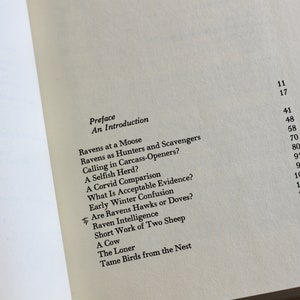 Preface 11
An Introduction 17
Ravens at a Moose 41
Ravens as Hunters and Scavengers 48
Calling in Carcass-Openers? 58
A Selfish Herd? 70
A Corvid Comparison 80
What Is Acceptable Evidence?
Early Winter Confusion
Are Ravens Hawks or Doves?
Raven Intelligence
Short Work of Two Sheep
A Cow
The Loner
Tame Birds from the Nest